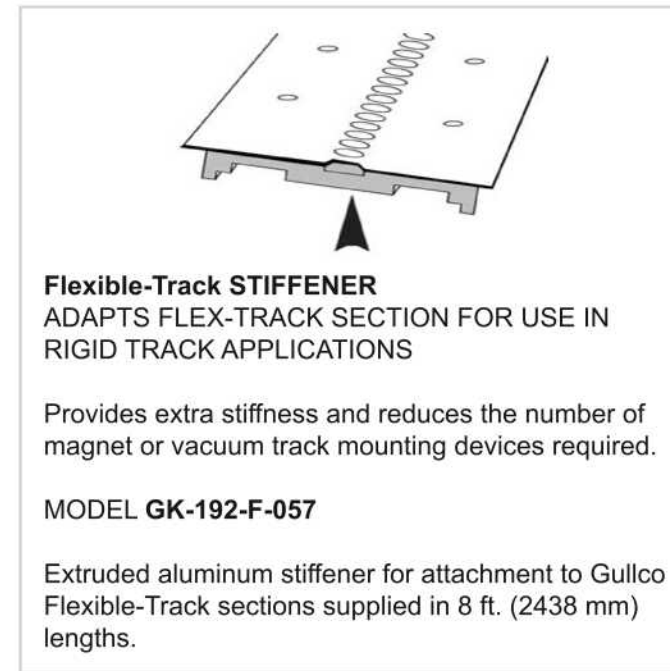 Flexible-Track STIFFENER
ADAPTS FLEX-TRACK SECTION FOR USE IN
RIGID TRACK APPLICATIONS
Provides extra stiffness and reduces the number of
magnet or vacuum track mounting devices required.
MODEL GK-192-F-057
Extruded aluminum stiffener for attachment to Gullco
Flexible-Track sections supplied in 8 ft. (2438 mm)
lengths.